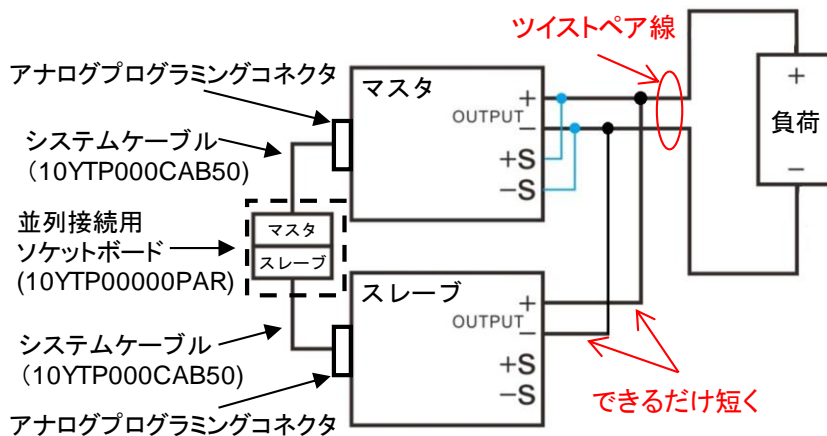 ツイストペア線
アナログプログラミングコネクタ
マスタ
+
OUTPUT
−
+S
−S
+
負荷
−
システムケーブル
（10YTP000CAB50）
並列接続用
ソケットボード
(10YTP00000PAR)
マスタ
スレーブ
スレーブ
+
OUTPUT
−
+S
−S
システムケーブル
（10YTP000CAB50）
できるだけ短く
アナログプログラミングコネクタ